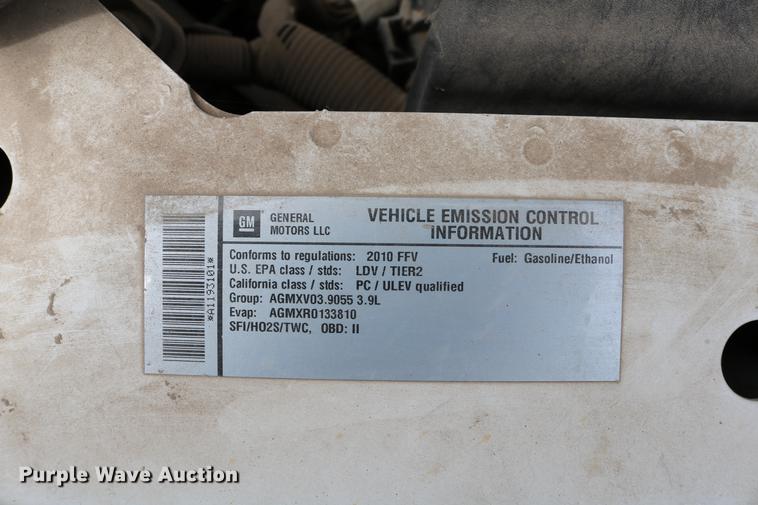 *A1193101*
GM
GENERAL
MOTORS LLC
VEHICLE EMISSION CONTROL
INFORMATION
Conforms to regulations: 2010 FFV Fuel: Gasoline/Ethanol
U.S. EPA class / stds: LDV / TIER2
California class / stds: PC / ULEV qualified
Group: AGMXV03.9055 3.9L
Evap: AGMXR0133810
SFI/HO2S/TWC, OBD: II
Purple Wave Auction